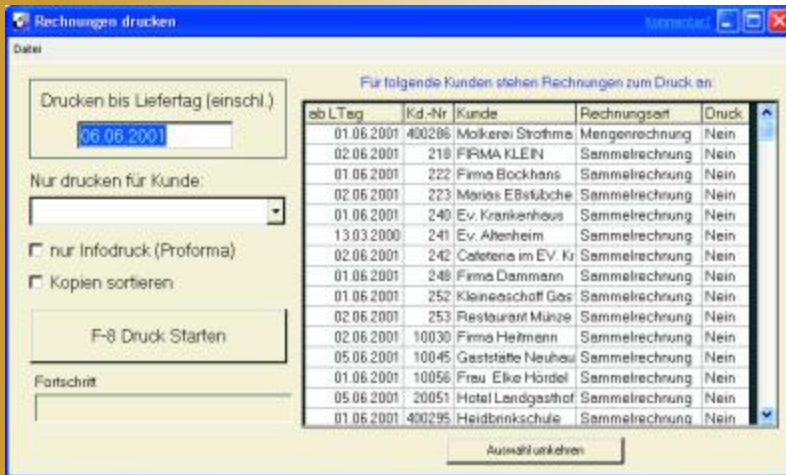 Rechnungen drucken Kommentar?
Datei
Drucken bis Liefertag (einschl.)
06.06.2001
Nur drucken für Kunde:
nur Infodruck (Proforma)
Kopien sortieren
F-8 Druck Starten
Fortschritt
Für folgende Kunden stehen Rechnungen zum Druck an:
ab LTag Kd.-Nr Kunde Rechnungsart Druck
01.06.2001 400286 Molkerei Strothma Mengenrechnung Nein
02.06.2001 218 FIRMA KLEIN Sammelrechnung Nein
01.06.2001 222 Firma Bockhans Sammelrechnung Nein
02.06.2001 223 Marias Eßstübche Sammelrechnung Nein
01.06.2001 240 Ev. Krankenhaus Sammelrechnung Nein
13.03.2000 241 Ev. Altenheim Sammelrechnung Nein
02.06.2001 242 Cafeteria im EV. Kr Sammelrechnung Nein
01.06.2001 248 Firma Dammann Sammelrechnung Nein
01.06.2001 252 Kleineaschoff Gas Sammelrechnung Nein
02.06.2001 253 Restaurant Münze Sammelrechnung Nein
02.06.2001 10030 Firma Heitmann Sammelrechnung Nein
05.06.2001 10045 Gaststätte Neuhau Sammelrechnung Nein
01.06.2001 10056 Frau Elke Hördel Sammelrechnung Nein
05.06.2001 20051 Hotel Landgasthof Sammelrechnung Nein
01.06.2001 400295 Heidbrinkschule Sammelrechnung Nein
Auswahl umkehren